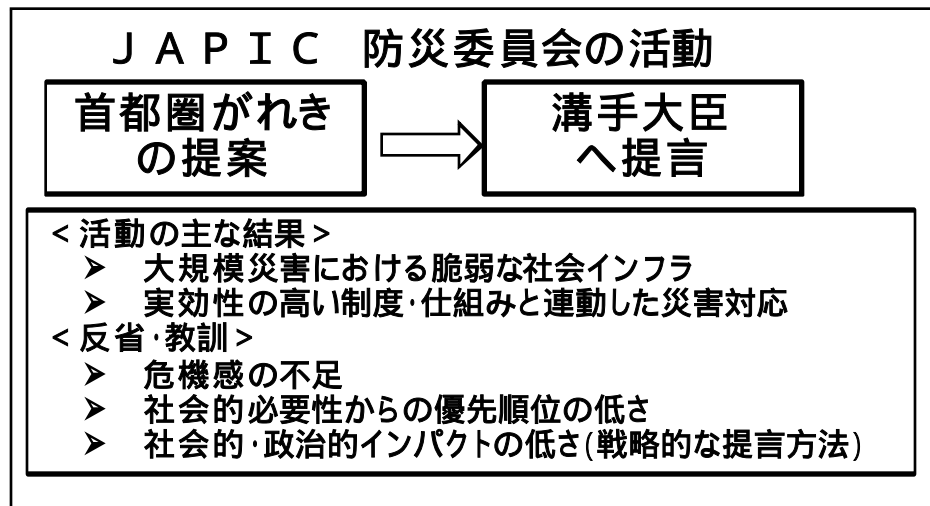 ＪＡＰＩＣ 防災委員会の活動
首都圏がれき
の提案
溝手大臣
へ提言
<活動の主な結果>
➢ 大規模災害における脆弱な社会インフラ
➢ 実効性の高い制度･仕組みと連動した災害対応
<反省･教訓>
➢ 危機感の不足
➢ 社会的必要性からの優先順位の低さ
➢ 社会的･政治的インパクトの低さ(戦略的な提言方法)